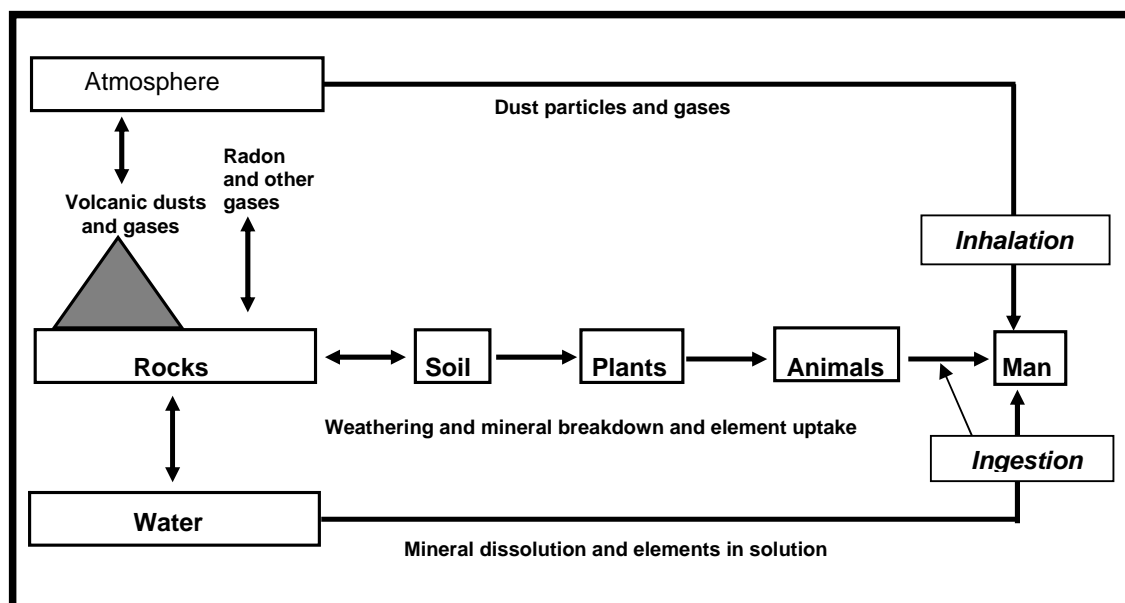 Atmosphere
Dust particles and gases
Radon
and other
gases
Volcanic dusts
and gases
Inhalation
Rocks
Soil
Plants
Animals
Man
Weathering and mineral breakdown and element uptake
Ingestion
Water
Mineral dissolution and elements in solution